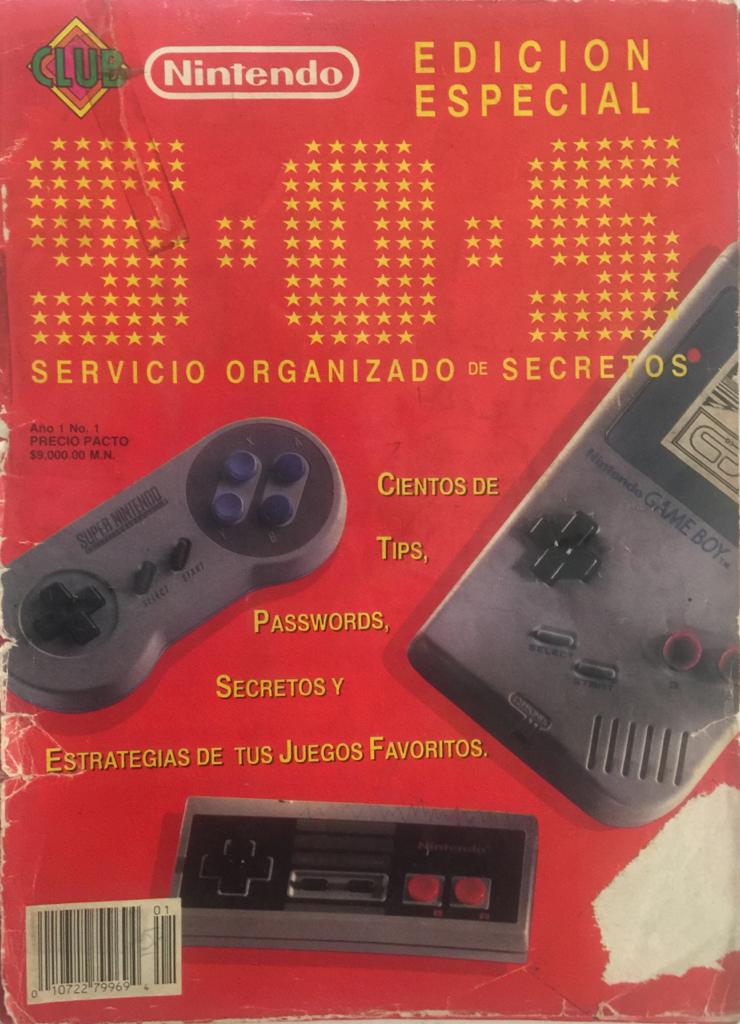 CLUB Nintendo
EDICION
ESPECIAL
S·O·S
SERVICIO ORGANIZADO DE SECRETOS
Año 1 No. 1
PRECIO PACTO
$9,000.00 M.N.
CIENTOS DE
TIPS,
PASSWORDS,
SECRETOS Y
ESTRATEGIAS DE TUS JUEGOS FAVORITOS.
SUPER NINTENDO
SELECT START
Y A
B
Nintendo GAME BOY™
SELECT
START
B
Nintendo
01
0 10722 79969 4